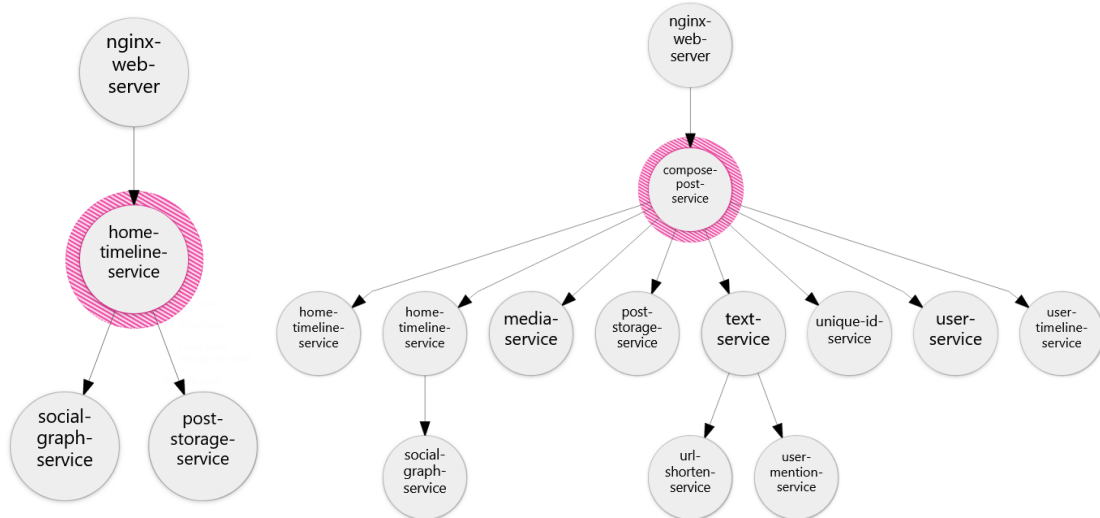 nginx-
web-
server
home-
timeline-
service
social-
graph-
service
post-
storage-
service
nginx-
web-
server
compose-
post-
service
home-
timeline-
service
home-
timeline-
service
media-
service
post-
storage-
service
text-
service
unique-id-
service
user-
service
user-
timeline-
service
social-
graph-
service
url-
shorten-
service
user-
mention-
service